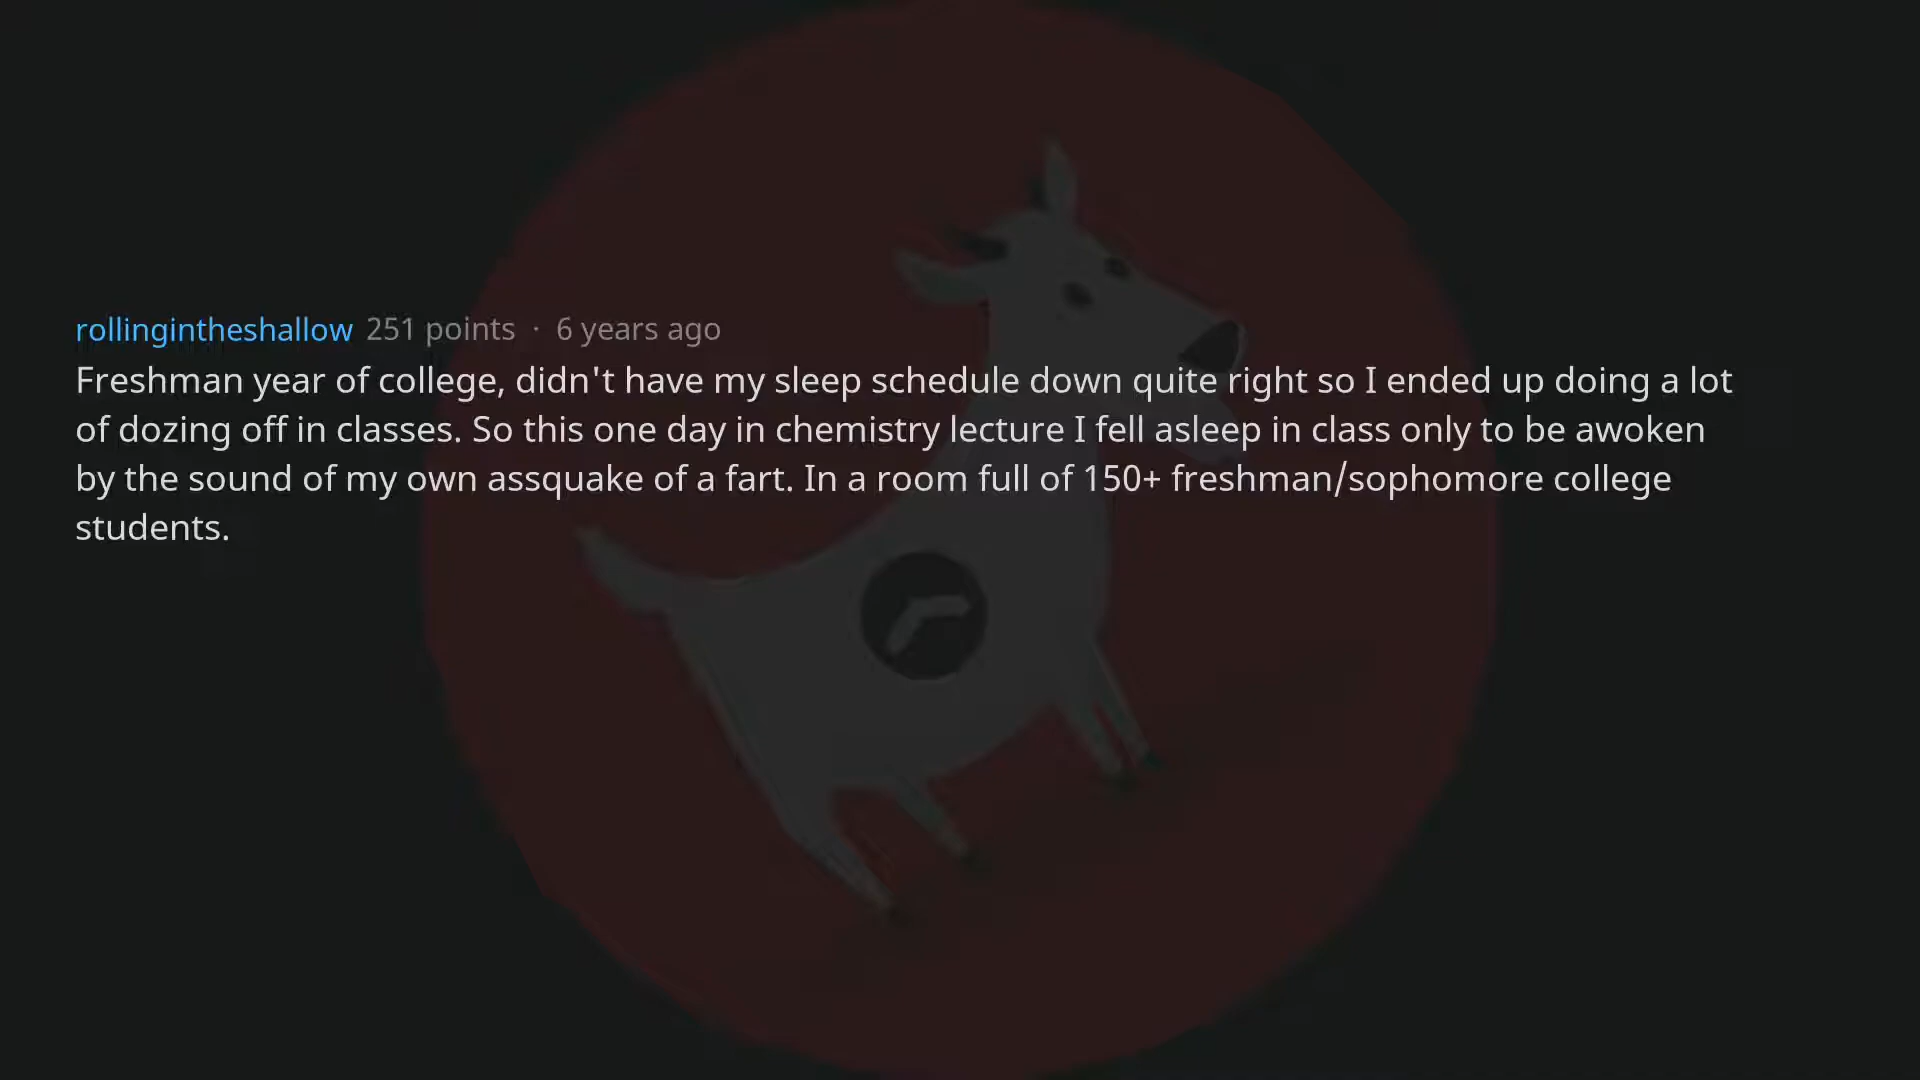 rollingintheshallow 251 points · 6 years ago
Freshman year of college, didn't have my sleep schedule down quite right so I ended up doing a lot
of dozing off in classes. So this one day in chemistry lecture I fell asleep in class only to be awoken
by the sound of my own assquake of a fart. In a room full of 150+ freshman/sophomore college
students.